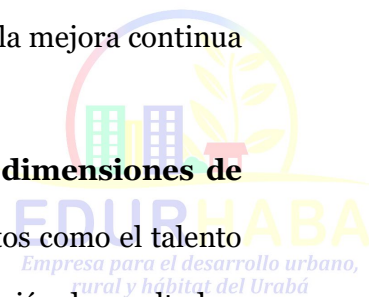 la mejora continua
dimensiones de
EDURHABA
tos como el talento
Empresa para el desarrollo urbano,
rural y hábitat del Urabá